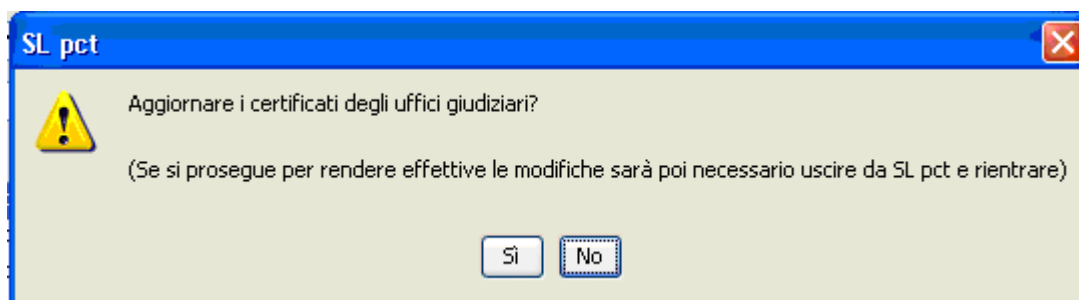 SL pct
Aggiornare i certificati degli uffici giudiziari?
(Se si prosegue per rendere effettive le modifiche sarà poi necessario uscire da SL pct e rientrare)
Sì No